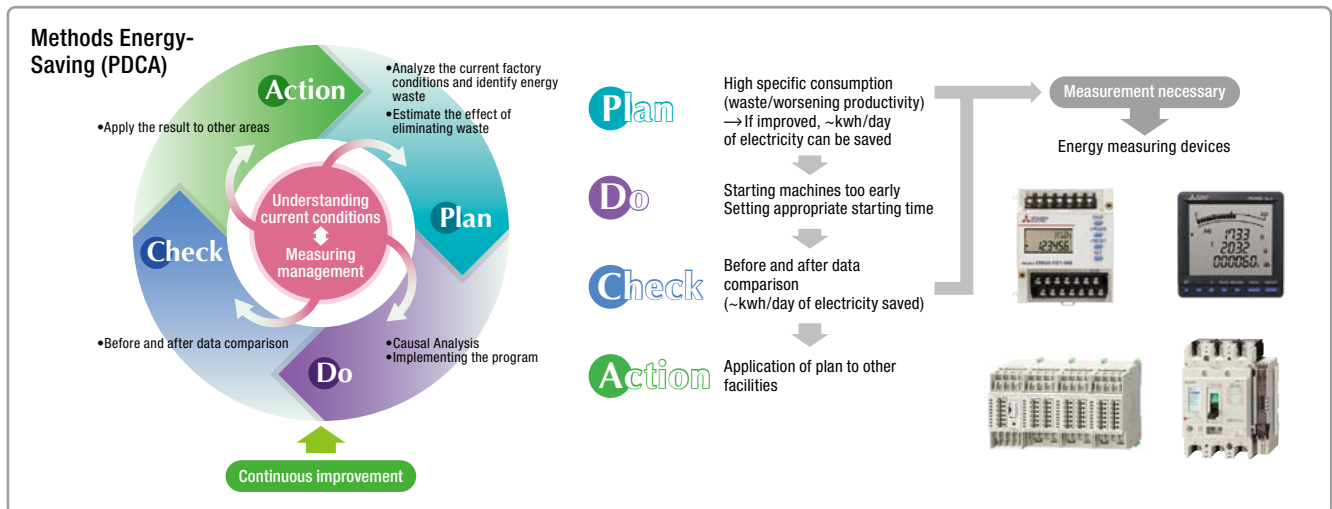 Methods Energy-
Saving (PDCA)
Action
•Analyze the current factory
conditions and identify energy
waste
•Estimate the effect of
eliminating waste
•Apply the result to other areas
Understanding
current conditions
Measuring
management
Plan
Check
•Before and after data comparison
•Causal Analysis
•Implementing the program
Do
Continuous improvement
Plan
High specific consumption
(waste/worsening productivity)
→If improved, ~kwh/day
of electricity can be saved
Do
Starting machines too early
Setting appropriate starting time
Check
Before and after data
comparison
(~kwh/day of electricity saved)
Action
Application of plan to other
facilities
Measurement necessary
Energy measuring devices
123456
1733
2032
000060